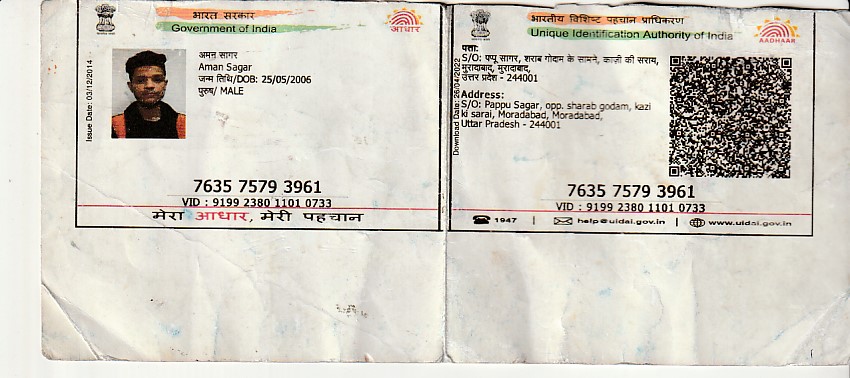 भारत सरकार
Government of India
आधार
Issue Date: 03/12/2014
अमन सागर
Aman Sagar
जन्म तिथि/DOB: 25/05/2006
पुरुष/ MALE
7635 7579 3961
VID : 9199 2380 1101 0733
मेरा आधार, मेरी पहचान
भारतीय विशिष्ट पहचान प्राधिकरण
Unique Identification Authority of India
AADHAAR
Download Date: 26/04/2022
पता:
S/O: पप्पू सागर, शराब गोदाम के सामने, काज़ी की सराय,
मुरादाबाद, मुरादाबाद,
उत्तर प्रदेश - 244001
Address:
S/O: Pappu Sagar, opp. sharab godam, kazi
ki sarai, Moradabad, Moradabad,
Uttar Pradesh - 244001
7635 7579 3961
VID : 9199 2380 1101 0733
1947 | help@uidai.gov.in | www.uidai.gov.in